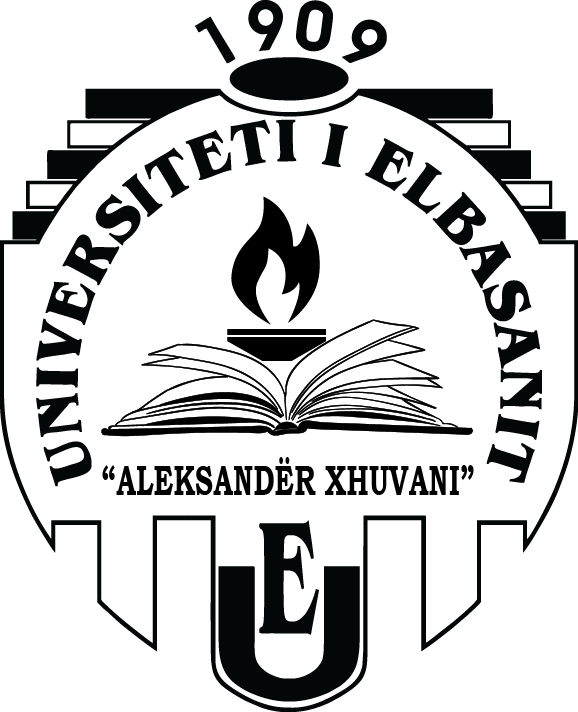 1909
UNIVERSITETI I ELBASANIT
“ALEKSANDËR XHUVANI”
E
U